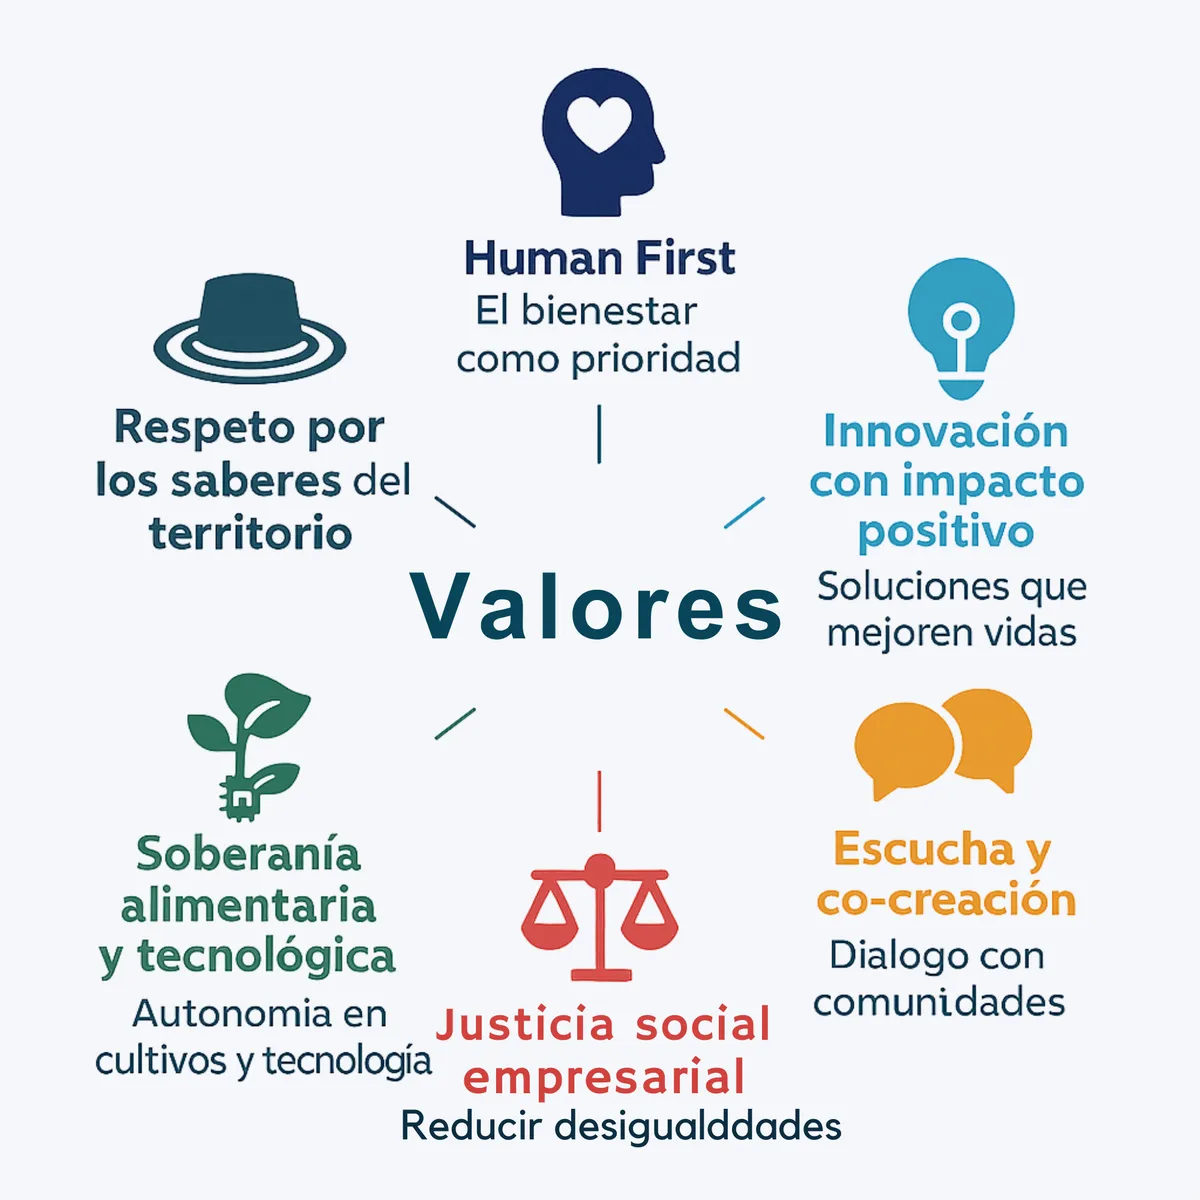 Human First
El bienestar
como prioridad
Respeto por
los saberes del
territorio
Innovación
con impacto
positivo
Soluciones que
mejoren vidas
Valores
Soberanía
alimentaria
y tecnológica
Autonomia en
cultivos y tecnología
Escucha y
co-creación
Dialogo con
comunidades
Justicia social
empresarial
Reducir desigualddades